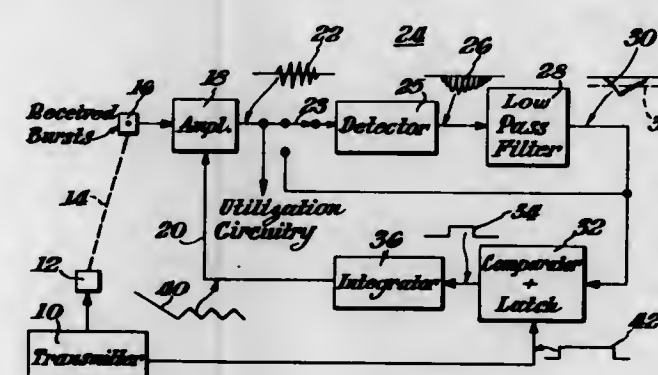 22
24
26
30
16
18
25
28
Received
Bursts
Ampl.
23
Detector
Low
Pass
Filter
14
Utilization
Circuitry
34
32
20
36
12
Integrator
Comparator
+
Latch
40
10
42
Transmitter